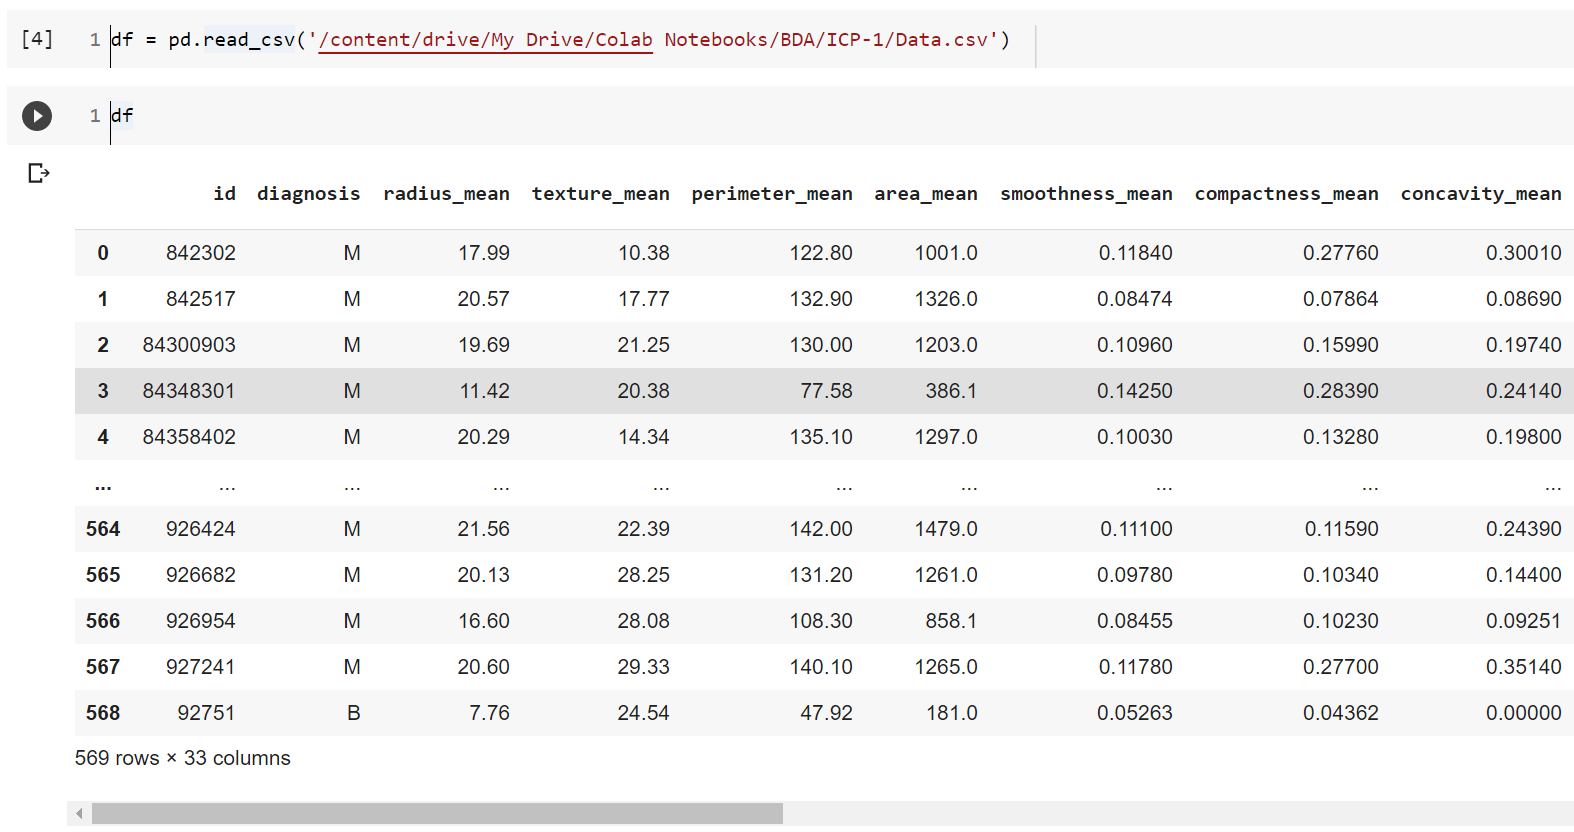 [4] 1 df = pd.read_csv('/content/drive/My Drive/Colab Notebooks/BDA/ICP-1/Data.csv')
1 df
id diagnosis radius_mean texture_mean perimeter_mean area_mean smoothness_mean compactness_mean concavity_mean
0 842302 M 17.99 10.38 122.80 1001.0 0.11840 0.27760 0.30010
1 842517 M 20.57 17.77 132.90 1326.0 0.08474 0.07864 0.08690
2 84300903 M 19.69 21.25 130.00 1203.0 0.10960 0.15990 0.19740
3 84348301 M 11.42 20.38 77.58 386.1 0.14250 0.28390 0.24140
4 84358402 M 20.29 14.34 135.10 1297.0 0.10030 0.13280 0.19800
... ... ... ... ... ... ... ... ... ...
564 926424 M 21.56 22.39 142.00 1479.0 0.11100 0.11590 0.24390
565 926682 M 20.13 28.25 131.20 1261.0 0.09780 0.10340 0.14400
566 926954 M 16.60 28.08 108.30 858.1 0.08455 0.10230 0.09251
567 927241 M 20.60 29.33 140.10 1265.0 0.11780 0.27700 0.35140
568 92751 B 7.76 24.54 47.92 181.0 0.05263 0.04362 0.00000
569 rows × 33 columns